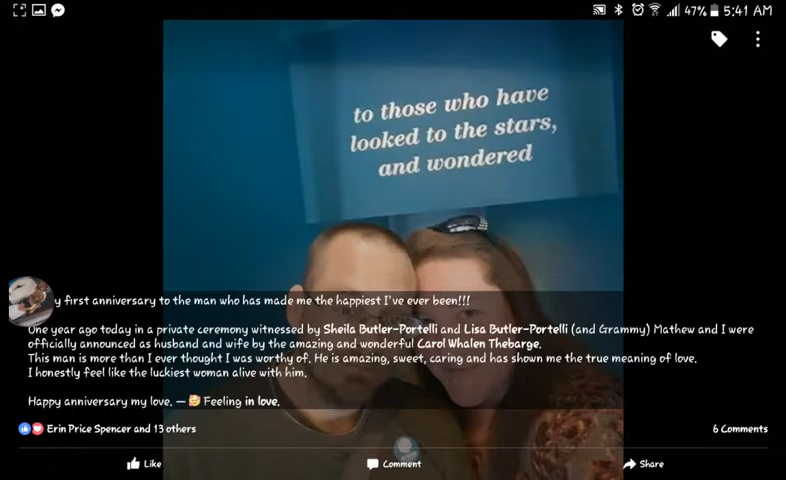 47% 5:41 AM
to those who have
looked to the stars,
and wondered
y first anniversary to the man who has made me the happiest I've ever been!!!
One year ago today in a private ceremony witnessed by Sheila Butler-Portelli and Lisa Butler-Portelli (and Grammy) Mathew and I were
officially announced as husband and wife by the amazing and wonderful Carol Whalen Thebarge.
This man is more than I ever thought I was worthy of. He is amazing, sweet, caring and has shown me the true meaning of love.
I honestly feel like the luckiest woman alive with him.
Happy anniversary my love. — 🥰 Feeling in love.
Erin Price Spencer and 13 others 6 Comments
Like Comment Share